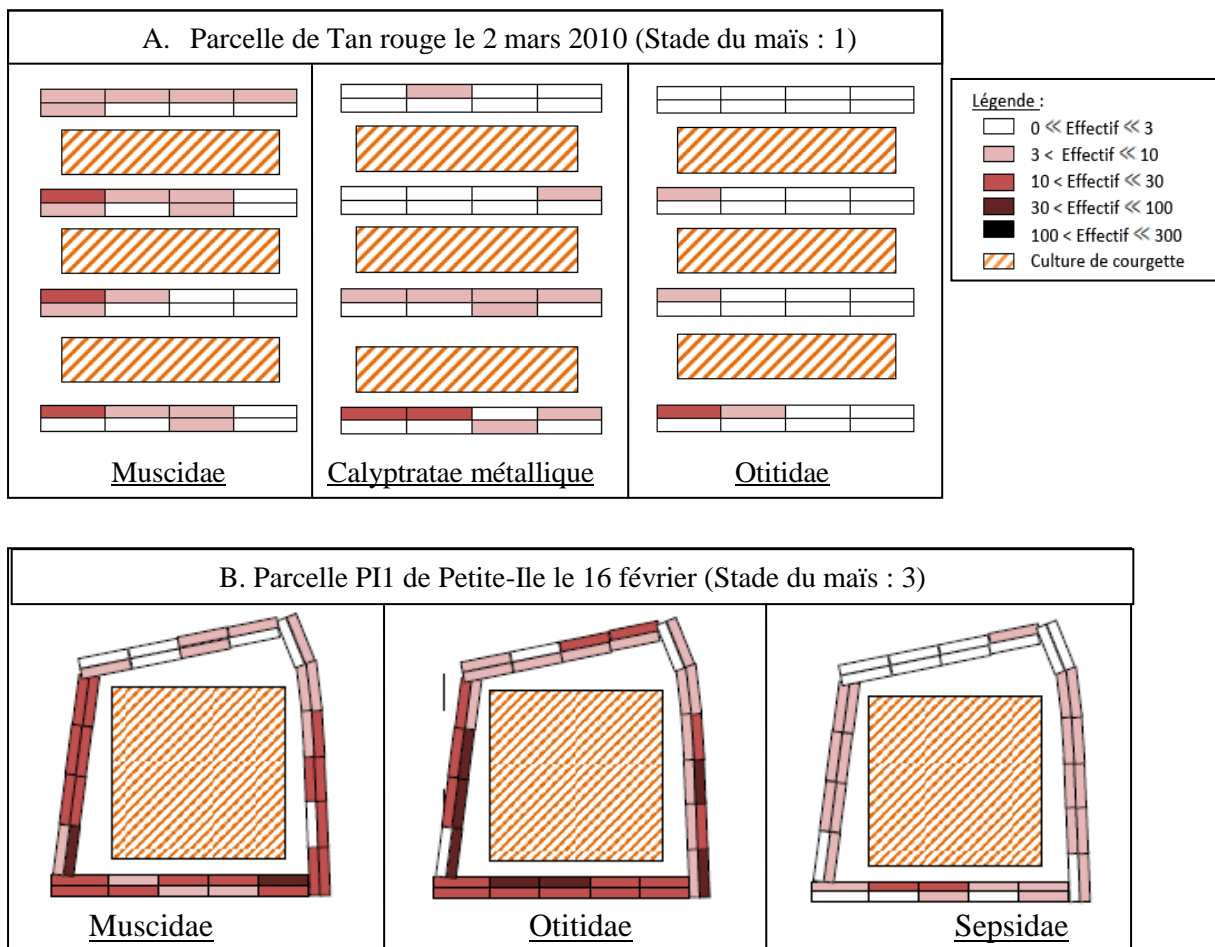 A. Parcelle de Tan rouge le 2 mars 2010 (Stade du maïs : 1)
Muscidae
Calyptratae métallique
Otitidae
Légende :
0 ≪ Effectif ≪ 3
3 < Effectif ≪ 10
10 < Effectif ≪ 30
30 < Effectif ≪ 100
100 < Effectif ≪ 300
Culture de courgette
B. Parcelle PI1 de Petite-Ile le 16 février (Stade du maïs : 3)
Muscidae
Otitidae
Sepsidae